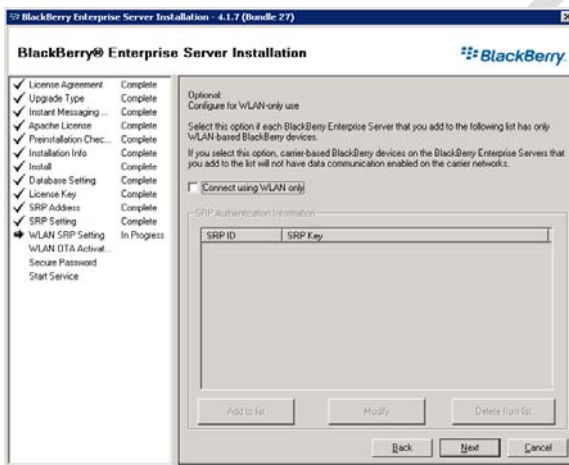 BlackBerry Enterprise Server Installation - 4.1.7 (Bundle 27)
BlackBerry® Enterprise Server Installation
BlackBerry.
License Agreement Complete
Upgrade Type Complete
Instant Messaging ... Complete
Apache License Complete
Preinstallation Chec... Complete
Installation Info Complete
Install Complete
Database Setting Complete
License Key Complete
SRP Address Complete
SRP Setting Complete
WLAN SRP Setting In Progress
WLAN OTA Activat...
Secure Password
Start Service
Optional:
Configure for WLAN-only use
Select this option if each BlackBerry Enterprise Server that you add to the following list has only
WLAN-based BlackBerry devices.
If you select this option, carrier-based BlackBerry devices on the BlackBerry Enterprise Servers that
you add to the list will not have data communication enabled on the carrier networks.
Connect using WLAN only
SRP Authentication Information
SRP ID SRP Key
Add to list Modify Delete from list
Back Next Cancel